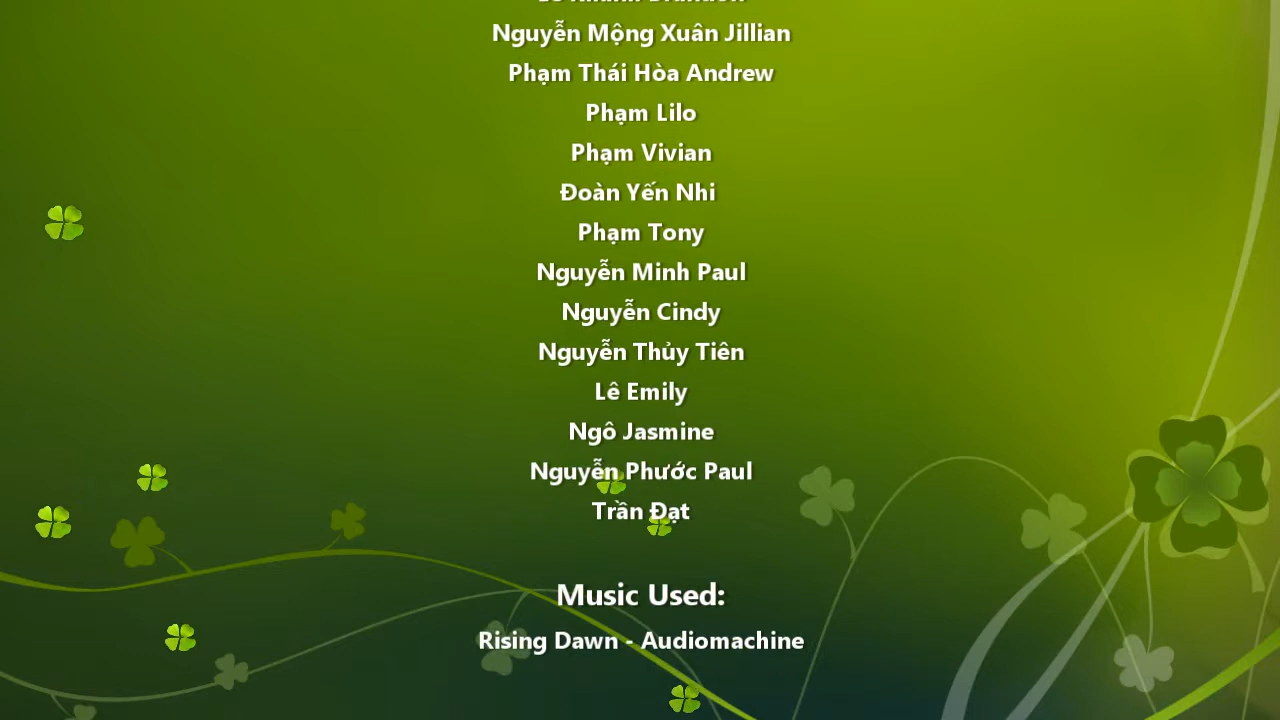 Nguyễn Mộng Xuân Jillian
Phạm Thái Hòa Andrew
Phạm Lilo
Phạm Vivian
Đoàn Yến Nhi
Phạm Tony
Nguyễn Minh Paul
Nguyễn Cindy
Nguyễn Thủy Tiên
Lê Emily
Ngô Jasmine
Nguyễn Phước Paul
Trần Đạt
Music Used:
Rising Dawn - Audiomachine